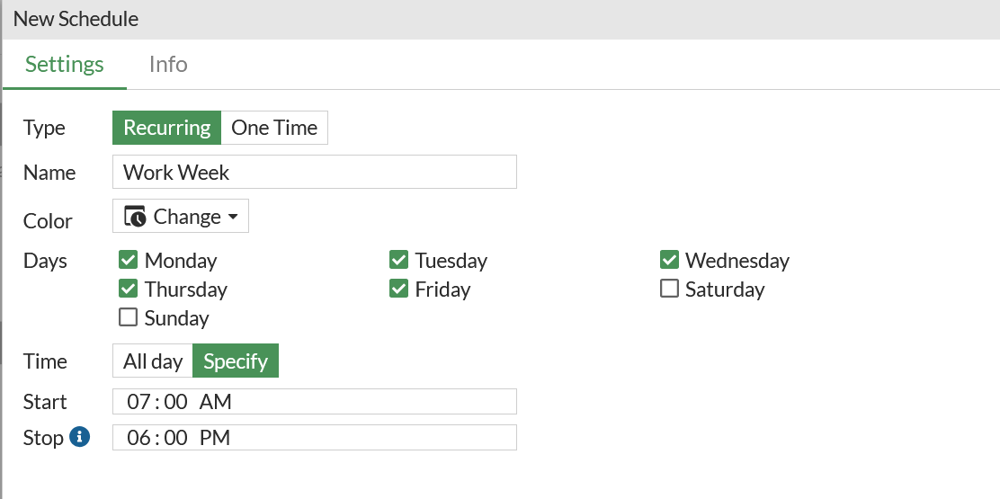 New Schedule
Settings Info
Type Recurring One Time
Name Work Week
Color Change
Days Monday Tuesday Wednesday
Thursday Friday Saturday
Sunday
Time All day Specify
Start 07:00 AM
Stop 06:00 PM